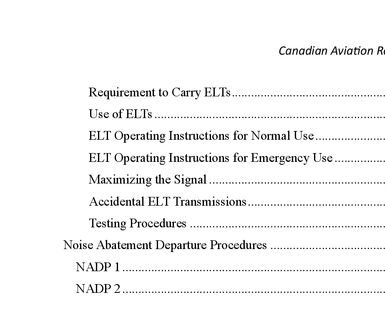 Canadian Aviation
Requirement to Carry ELTs
Use of ELTs
ELT Operating Instructions for Normal Use
ELT Operating Instructions for Emergency Use
Maximizing the Signal
Accidental ELT Transmissions
Testing Procedures
Noise Abatement Departure Procedures
NADP 1
NADP 2